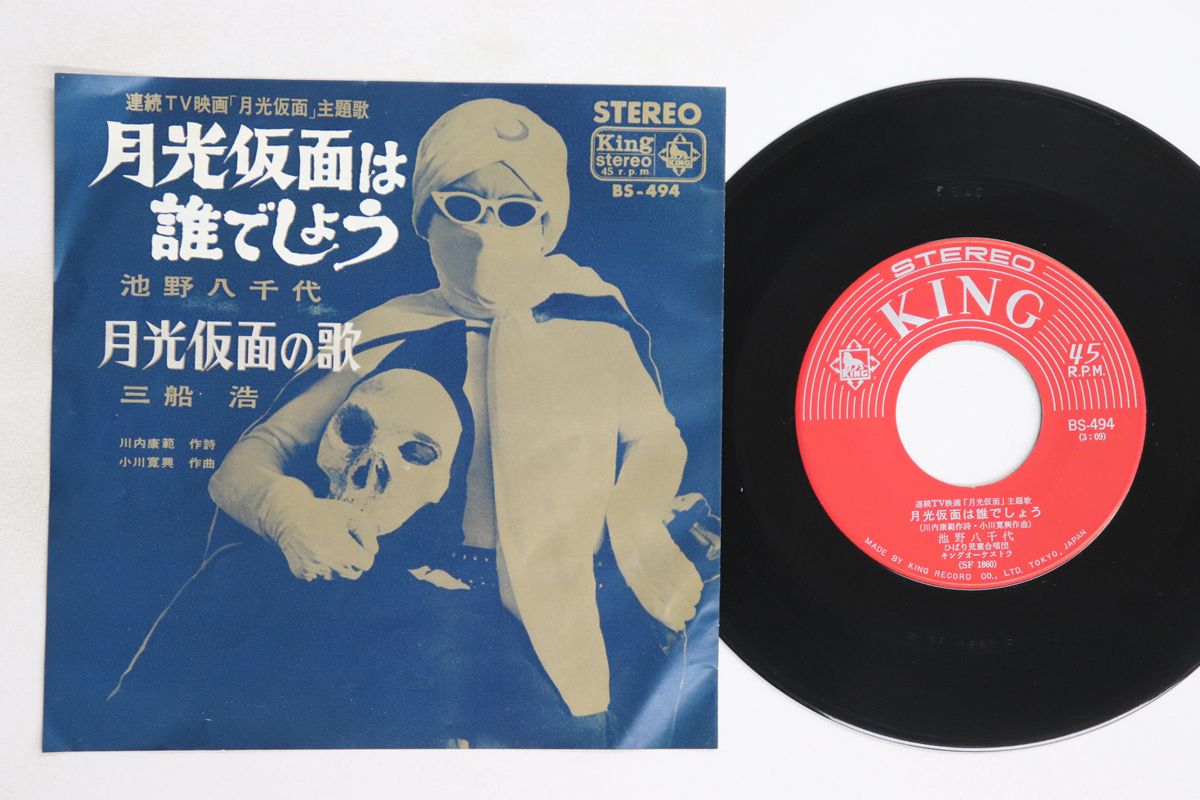 連続TV映画「月光仮面」主題歌
月光仮面は
誰でしょう
池野八千代
月光仮面の歌
三船 浩
川内康範 作詩
小川寛興 作曲
STEREO
King
stereo
45 r.p.m.
KING
BS-494
STEREO
KING
KING
45
R.P.M.
BS-494
(3:09)
連続TV映画「月光仮面」主題歌
月光仮面は誰でしょう
(川内康範作詩・小川寛興作曲)
池野八千代
ひばり児童合唱団
キングオーケストラ
(SF 1860)
MADE BY KING RECORD CO., LTD. TOKYO, JAPAN